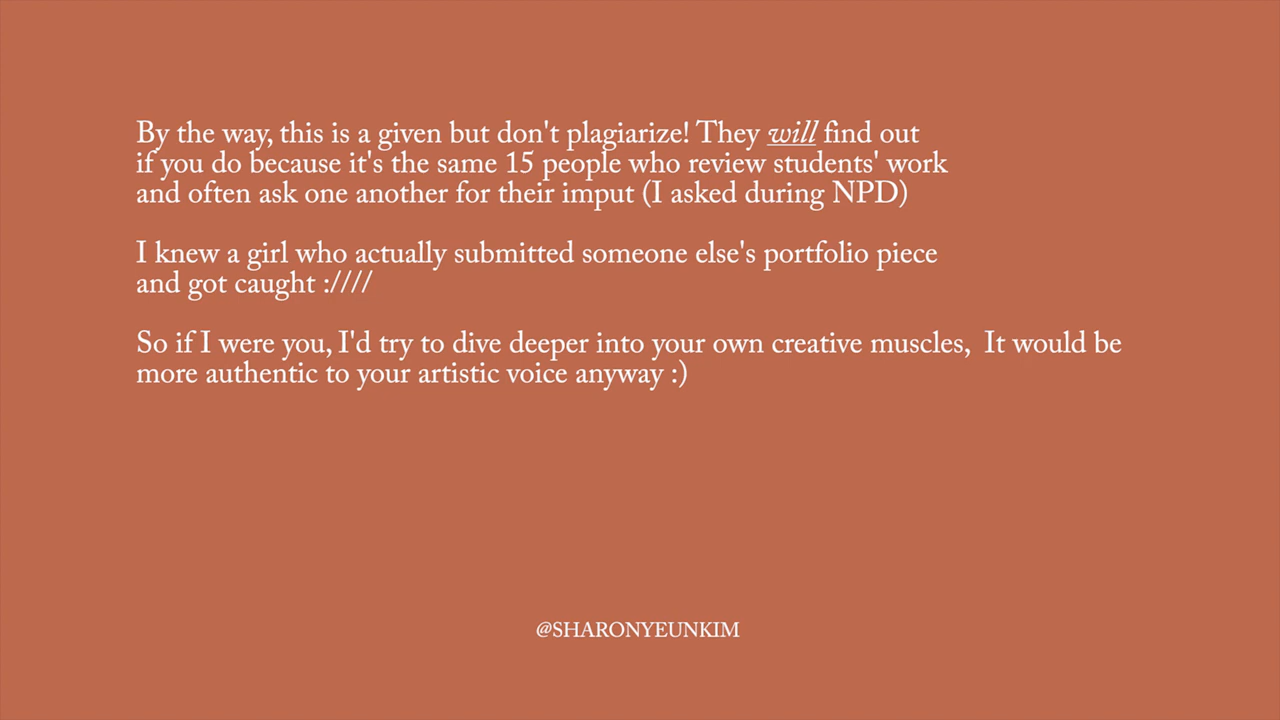 By the way, this is a given but don't plagiarize! They will find out
if you do because it's the same 15 people who review students' work
and often ask one another for their imput (I asked during NPD)
I knew a girl who actually submitted someone else's portfolio piece
and got caught :////
So if I were you, I'd try to dive deeper into your own creative muscles,  It would be
more authentic to your artistic voice anyway :)
@SHARONYEUNKIM